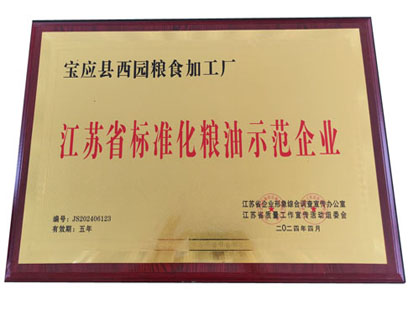 宝应县西园粮食加工厂
江苏省标准化粮油示范企业
编号：JS202406123
有效期：五年
江苏省企业形象综合调查宣传办公室
江苏省质量工作宣传活动组委会
二〇二四年四月